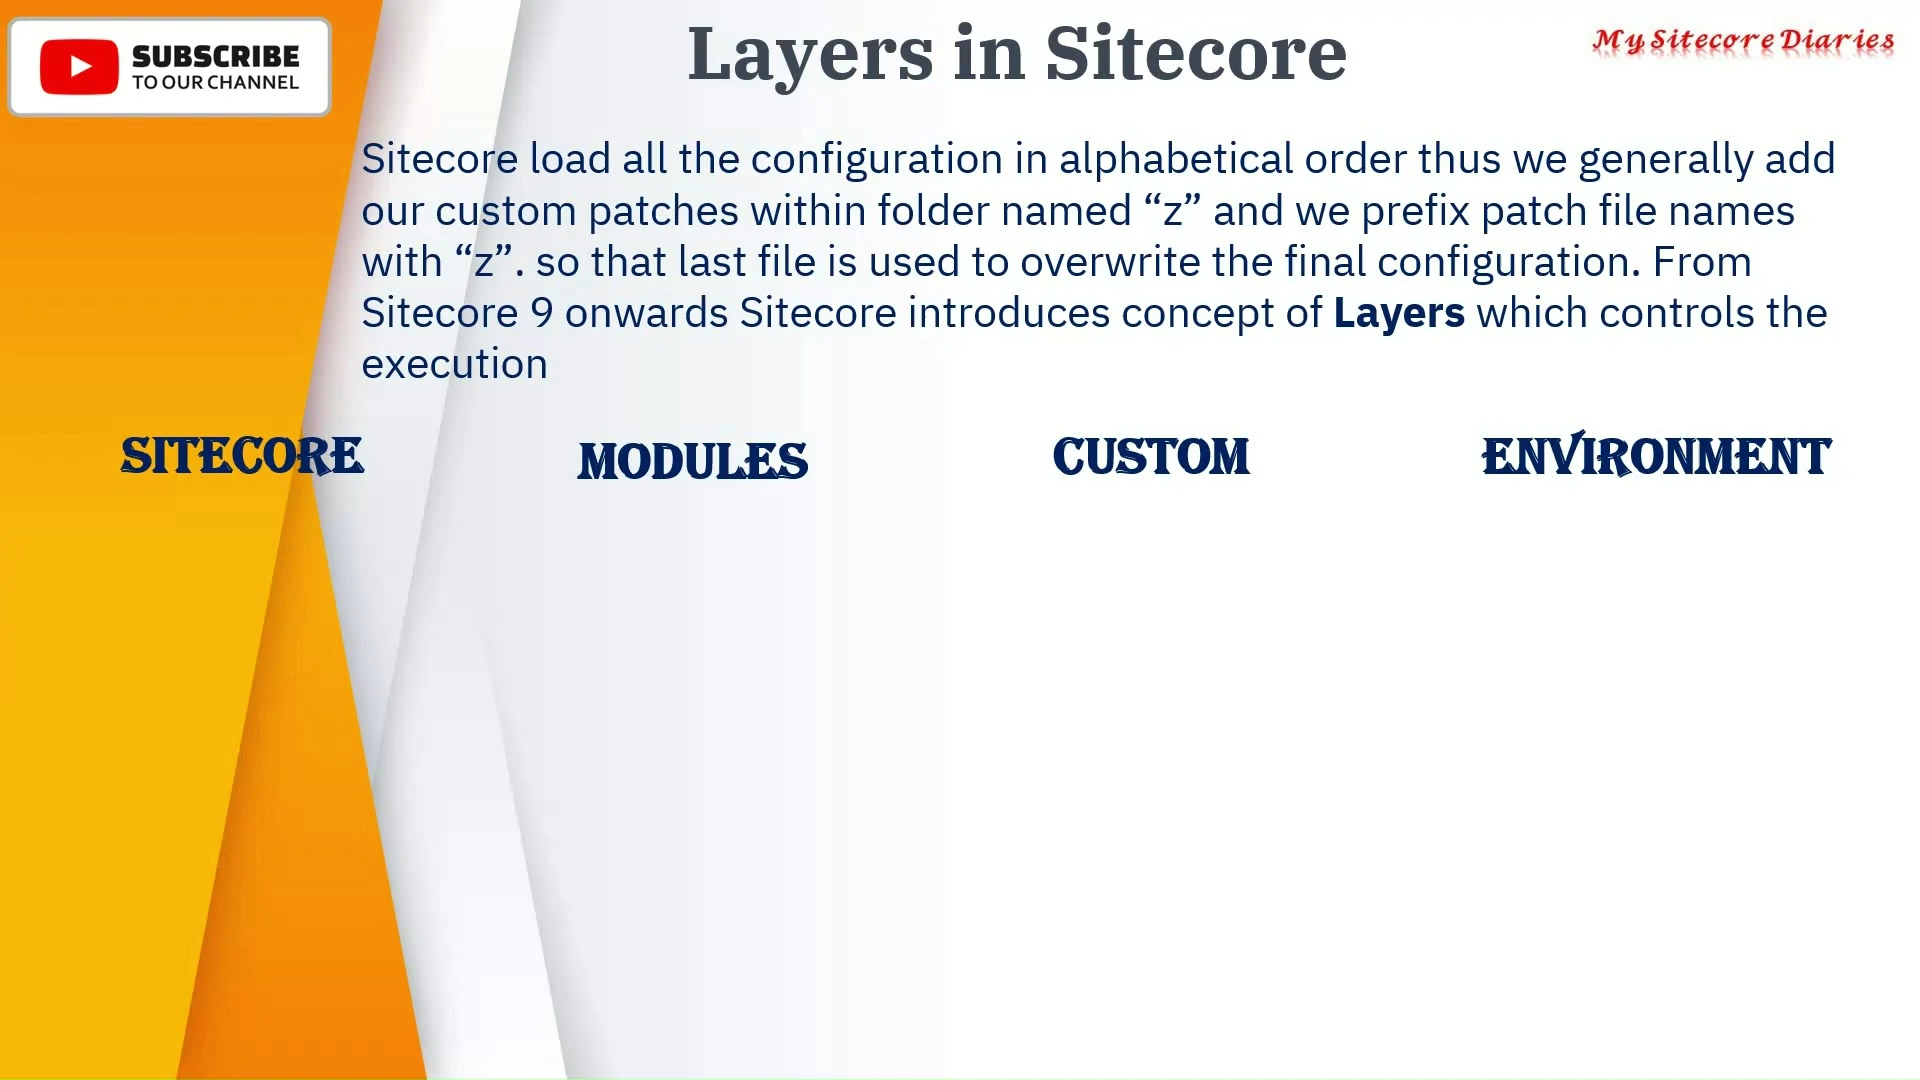 SUBSCRIBE
TO OUR CHANNEL
Layers in Sitecore
My Sitecore Diaries
Sitecore load all the configuration in alphabetical order thus we generally add
our custom patches within folder named “z” and we prefix patch file names
with “z”. so that last file is used to overwrite the final configuration. From
Sitecore 9 onwards Sitecore introduces concept of Layers which controls the
execution
SITECORE
MODULES
CUSTOM
ENVIRONMENT